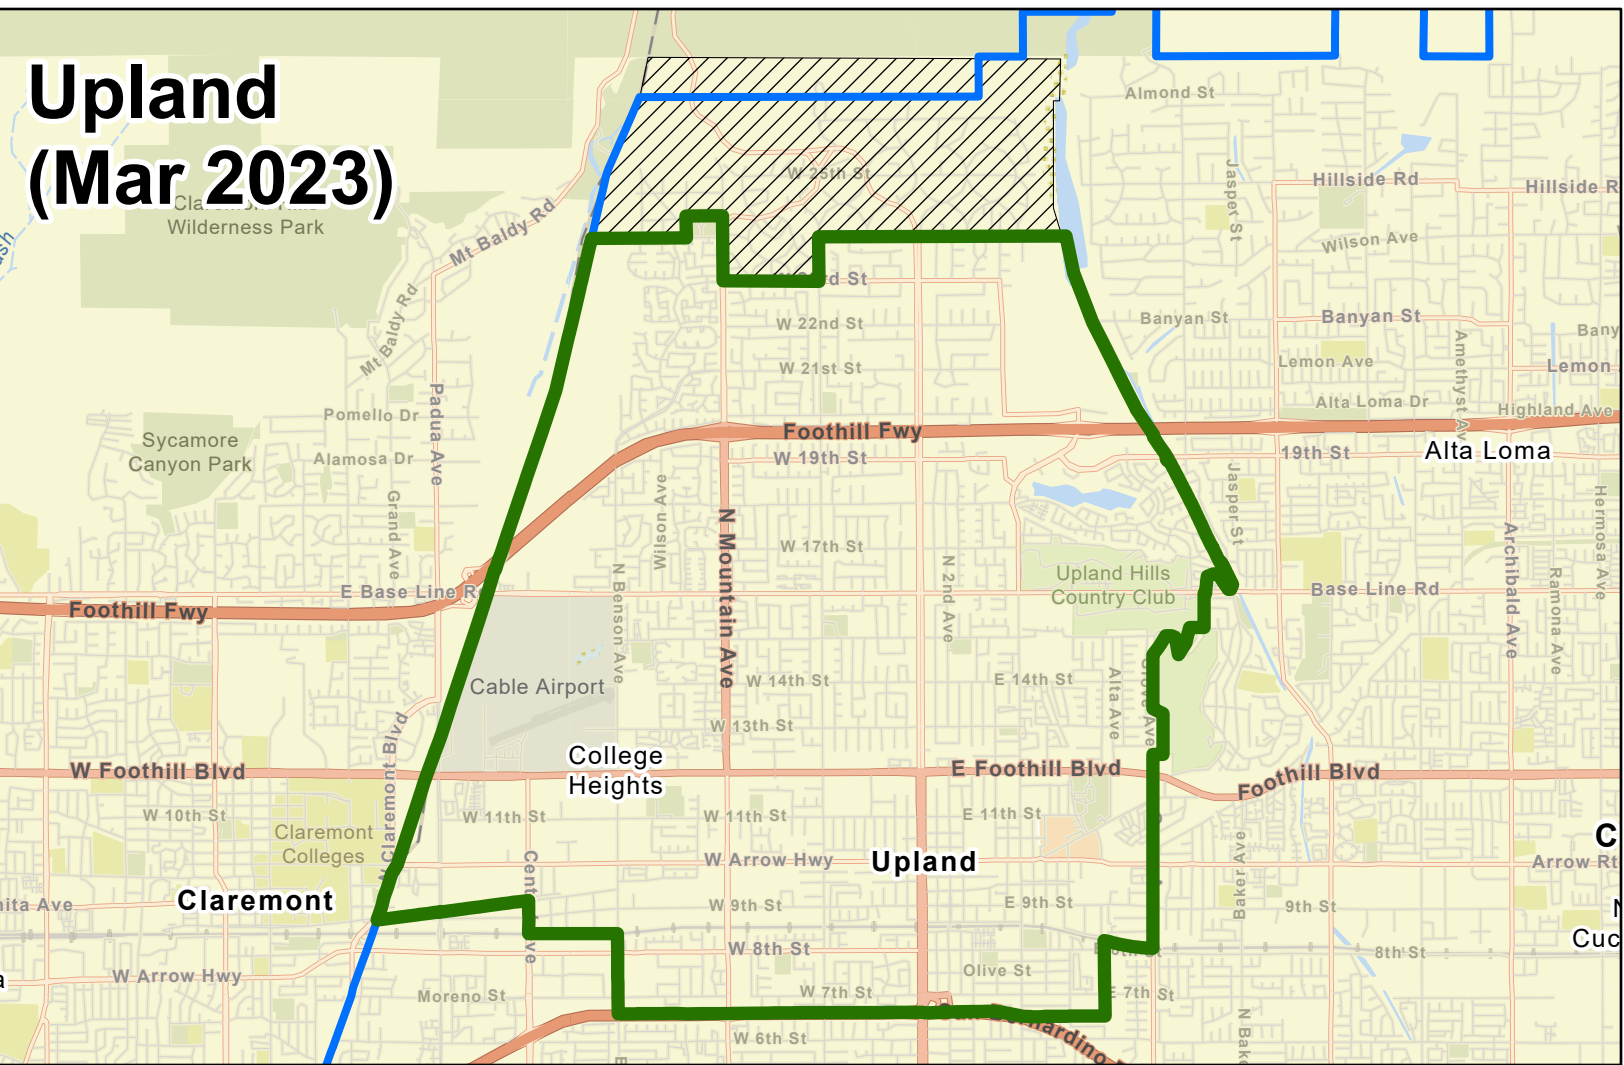 Upland
(Mar 2023)
Almond St
W 25th St
Jasper St
Hillside Rd
Hillside R
Wilderness Park
Mt Baldy Rd
Wilson Ave
sh
rd St
Mt Baldy Rd
W 22nd St
Banyan St
Banyan St
Bany
W 21st St
Lemon Ave
Amethyst Av
Lemon
Padua Ave
Pomello Dr
Alta Loma Dr
Highland Ave
Foothill Fwy
Sycamore
Canyon Park
Alamosa Dr
W 19th St
19th St
Alta Loma
Grand Ave
Wilson Ave
N Mountain Ave
Jasper St
Archibald Ave
Hermosa Ave
W 17th St
N 2nd Ave
Upland Hills
Country Club
E Base Line R
N Benson Ave
Base Line Rd
Ramona Ave
Foothill Fwy
Cable Airport
W 14th St
E 14th St
Alta Ave
N Claremont Blvd
W 13th St
College
Heights
W Foothill Blvd
E Foothill Blvd
Foothill Blvd
W 10th St
W 11th St
W 11th St
E 11th St
Claremont
Colleges
W Arrow Hwy
Upland
Baker Ave
C
Arrow Rt
Claremont
ita Ave
W 9th St
E 9th St
9th St
N
Cuc
W 8th St
8th St
W Arrow Hwy
a
Olive St
Moreno St
W 7th St
E 7th St
W 6th St
E
N Bak